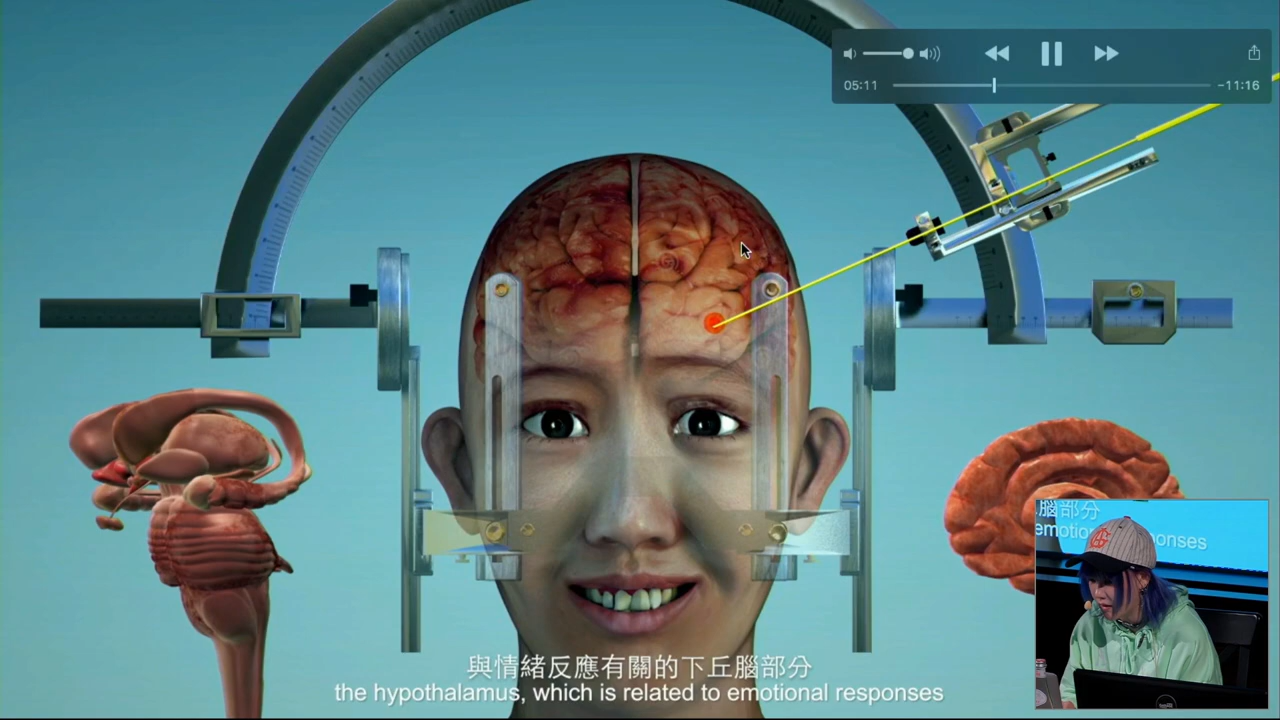 05:11
-11:16
與情緒反應有關的下丘腦部分
the hypothalamus, which is related to emotional responses
腦部分
emotion
onses